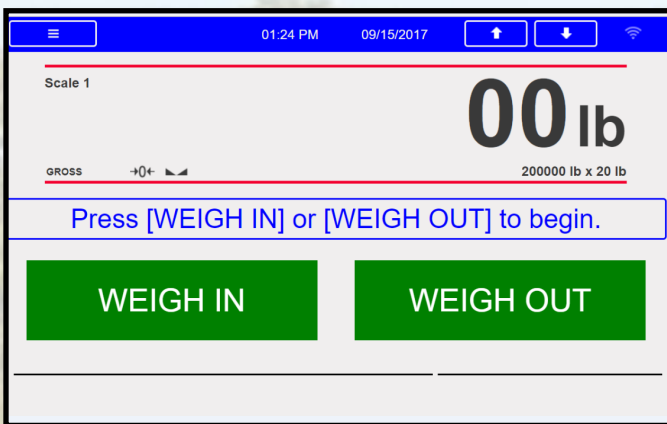 01:24 PM 09/15/2017
Scale 1
00 lb
GROSS →0← 200000 lb x 20 lb
Press [WEIGH IN] or [WEIGH OUT] to begin.
WEIGH IN WEIGH OUT